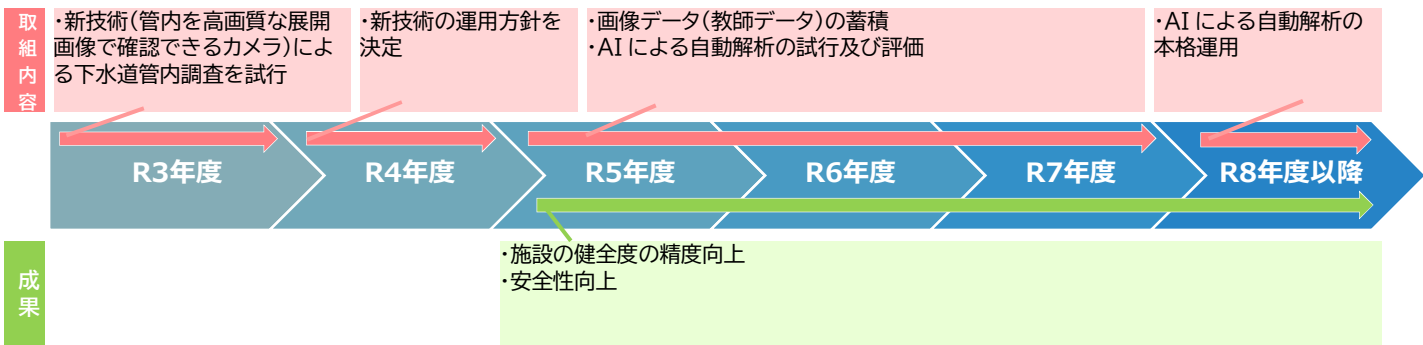 取組内容
・新技術(管内を高画質な展開
画像で確認できるカメラ)によ
る下水道管内調査を試行
・新技術の運用方針を
決定
・画像データ(教師データ)の蓄積
・AI による自動解析の試行及び評価
・AI による自動解析の
本格運用
R3年度
R4年度
R5年度
R6年度
R7年度
R8年度以降
成果
・施設の健全度の精度向上
・安全性向上